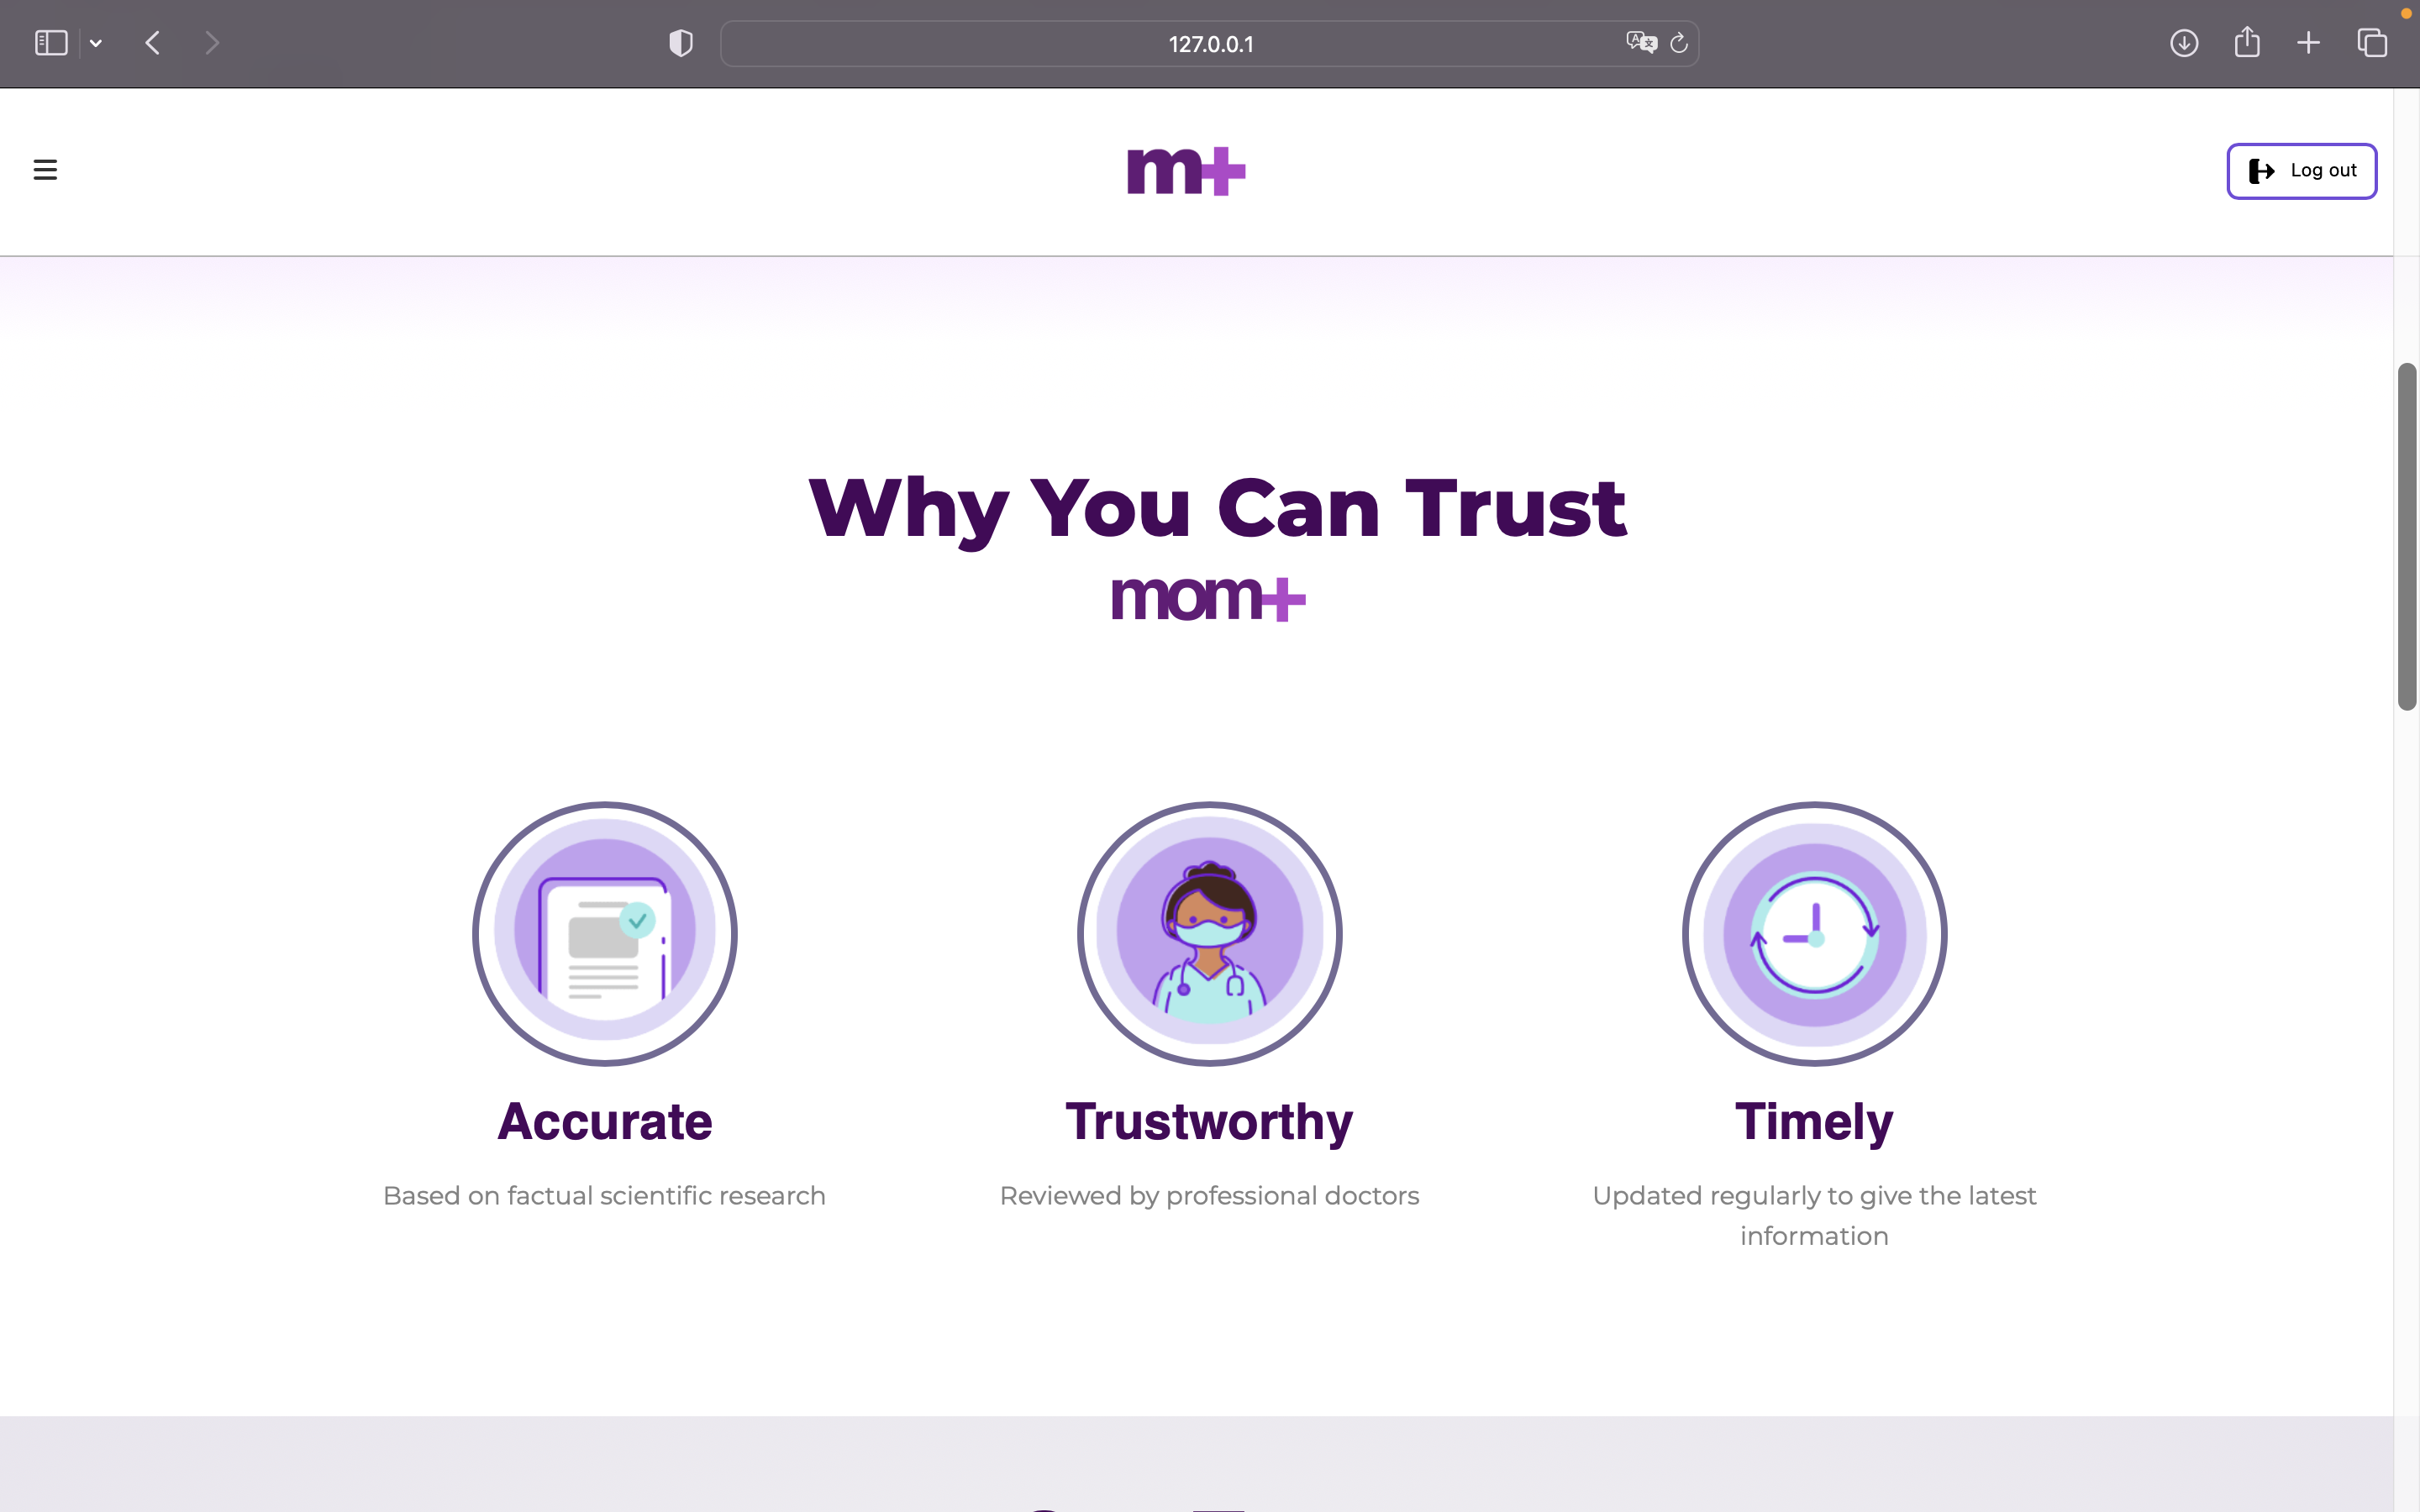 127.0.0.1
m+
Log out
Why You Can Trust
mom+
Accurate
Trustworthy
Timely
Based on factual scientific research
Reviewed by professional doctors
Updated regularly to give the latest
information